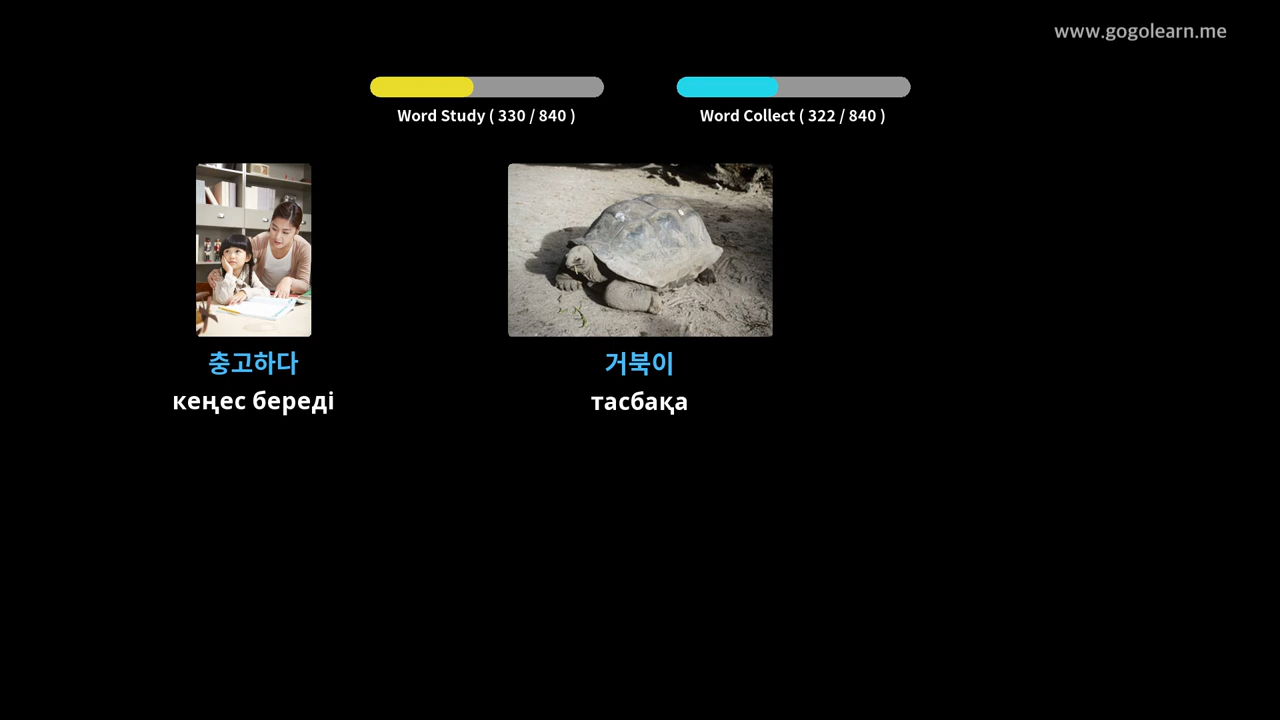 www.gogolearn.me
Word Study ( 330 / 840 )
Word Collect ( 322 / 840 )
충고하다
кеңес береді
거북이
тасбақа